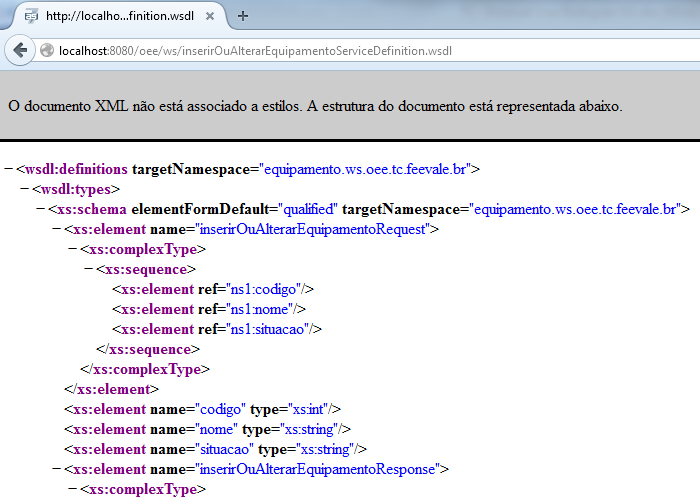 http://localho...finition.wsdl
localhost:8080/oee/ws/inserirOuAlterarEquipamentoServiceDefinition.wsdl
O documento XML não está associado a estilos. A estrutura do documento está representada abaixo.
−<wsdl:definitions targetNamespace="equipamento.ws.oee.tc.feevale.br">
−<wsdl:types>
−<xs:schema elementFormDefault="qualified" targetNamespace="equipamento.ws.oee.tc.feevale.br">
−<xs:element name="inserirOuAlterarEquipamentoRequest">
−<xs:complexType>
−<xs:sequence>
<xs:element ref="ns1:codigo"/>
<xs:element ref="ns1:nome"/>
<xs:element ref="ns1:situacao"/>
</xs:sequence>
</xs:complexType>
</xs:element>
<xs:element name="codigo" type="xs:int"/>
<xs:element name="nome" type="xs:string"/>
<xs:element name="situacao" type="xs:string"/>
−<xs:element name="inserirOuAlterarEquipamentoResponse">
−<xs:complexType>